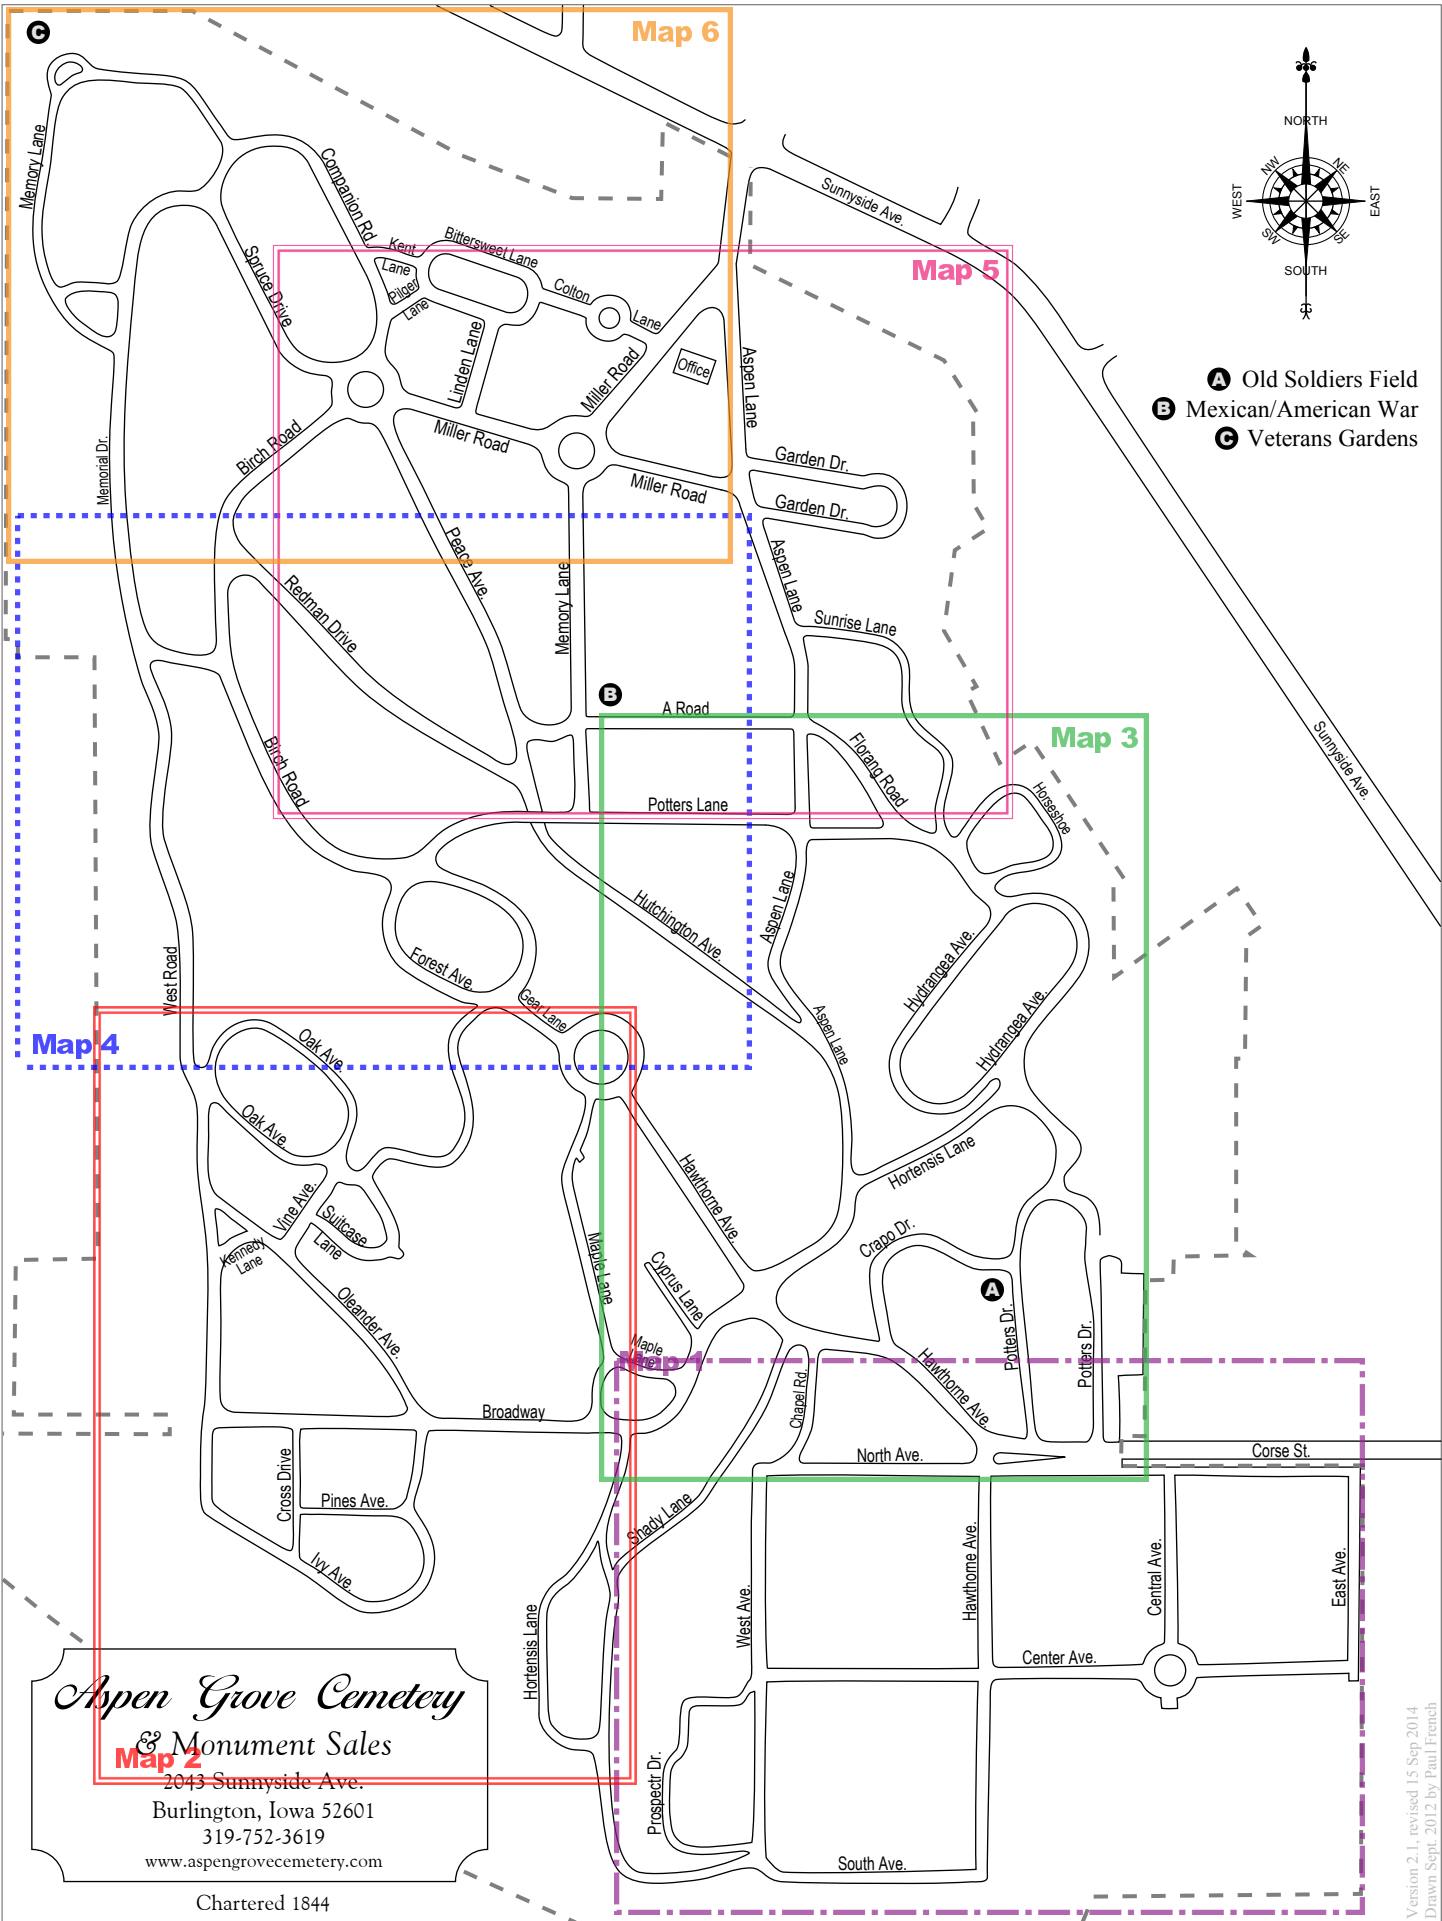 C
Map 6
NORTH
NW
NE
WEST
EAST
SW
SE
SOUTH
Memory Lane
Companion Rd.
Sunnyside Ave.
Kent
Lane
Bittersweet Lane
Map 5
Pilger
Lane
Colton
Lane
Spruce Drive
Linden Lane
Miller Road
Office
Aspen Lane
A Old Soldiers Field
B Mexican/American War
C Veterans Gardens
Birch Road
Miller Road
Memorial Dr.
Miller Road
Garden Dr.
Garden Dr.
Peace Ave.
Aspen Lane
Redman Drive
Memory Lane
Sunrise Lane
B
A Road
Map 3
Birch Road
Florang Road
Sunnyside Ave.
Potters Lane
Horseshoe
Hutchington Ave.
Aspen Lane
Forest Ave.
West Road
Hydrangea Ave.
Gear Lane
Aspen Lane
Hydrangea Ave.
Map 4
Oak Ave.
Oak Ave.
Hortensis Lane
Hawthorne Ave.
Vine Ave.
Suitcase
Lane
Kennedy
Lane
Crapo Dr.
Maple Lane
Cyprus Lane
A
Oleander Ave.
Potters Dr.
Potters Dr.
Maple
Lane
Map 1
Hawthorne Ave.
Chapel Rd.
Broadway
North Ave.
Corse St.
Cross Drive
Pines Ave.
Shady Lane
Ivy Ave.
Hawthorne Ave.
Central Ave.
East Ave.
West Ave.
Hortensis Lane
Center Ave.
Aspen Grove Cemetery
& Monument Sales
Map 2
2043 Sunnyside Ave.
Burlington, Iowa 52601
319-752-3619
www.aspengrovecemetery.com
Chartered 1844
Prospectr Dr.
South Ave.
Version 2.1, revised 15 Sep 2014
Drawn Sept. 2012 by Paul French